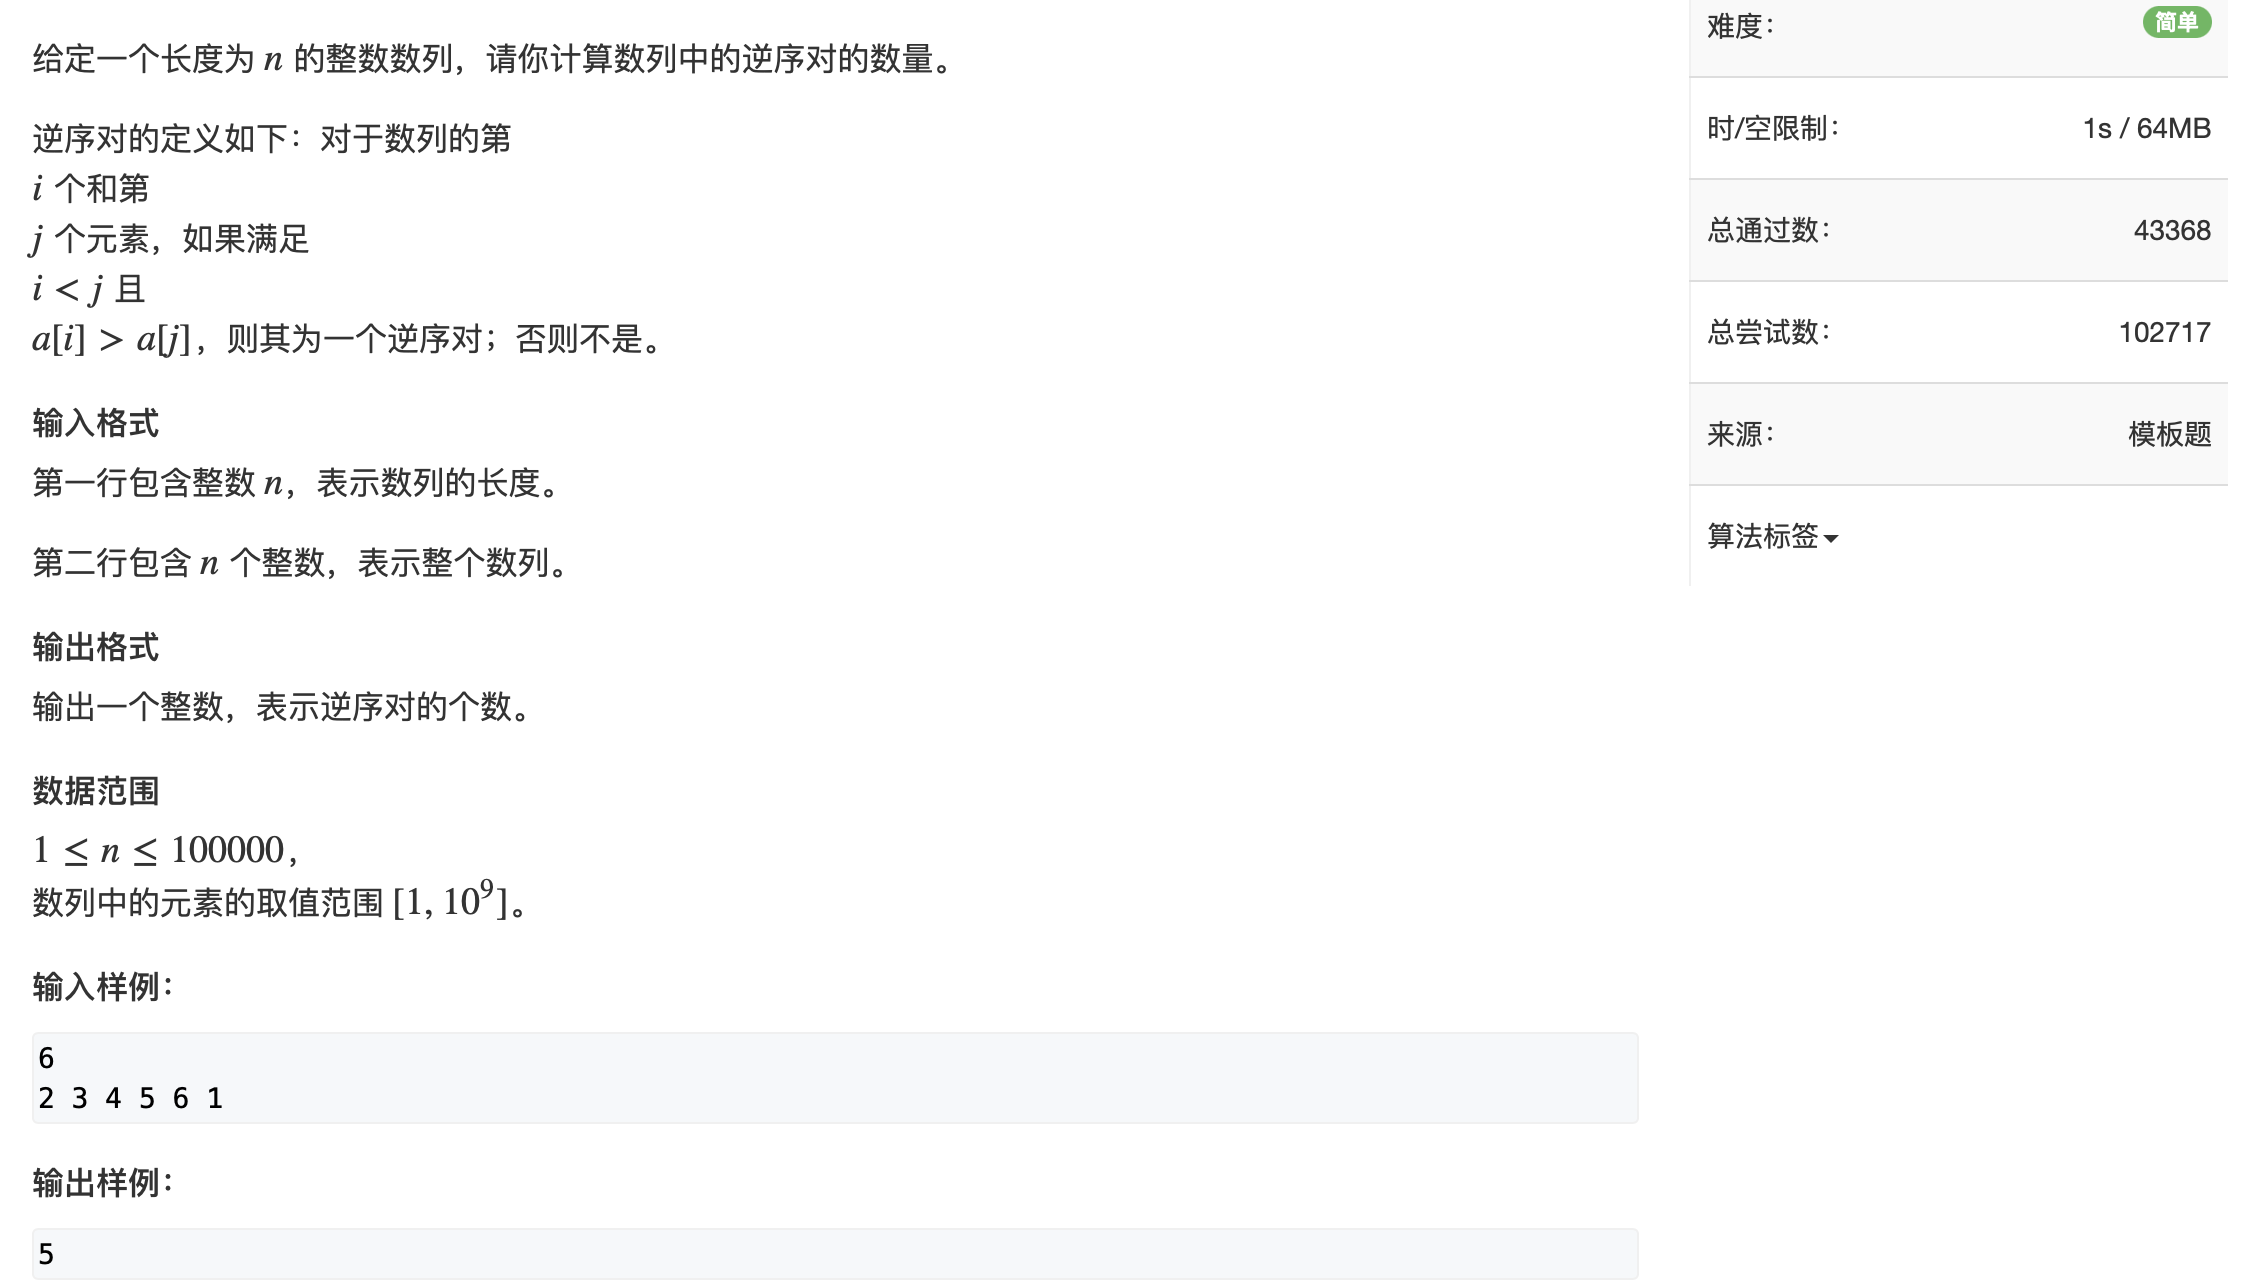 给定一个长度为 n 的整数数列，请你计算数列中的逆序对的数量。
逆序对的定义如下：对于数列的第
i 个和第
j 个元素，如果满足
i < j 且
a[i] > a[j]，则其为一个逆序对；否则不是。
输入格式
第一行包含整数 n，表示数列的长度。
第二行包含 n 个整数，表示整个数列。
输出格式
输出一个整数，表示逆序对的个数。
数据范围
1 ≤ n ≤ 100000，
数列中的元素的取值范围 [1, 10⁹]。
输入样例：
6
2 3 4 5 6 1
输出样例：
5
难度： 简单
时/空限制： 1s / 64MB
总通过数： 43368
总尝试数： 102717
来源： 模板题
算法标签